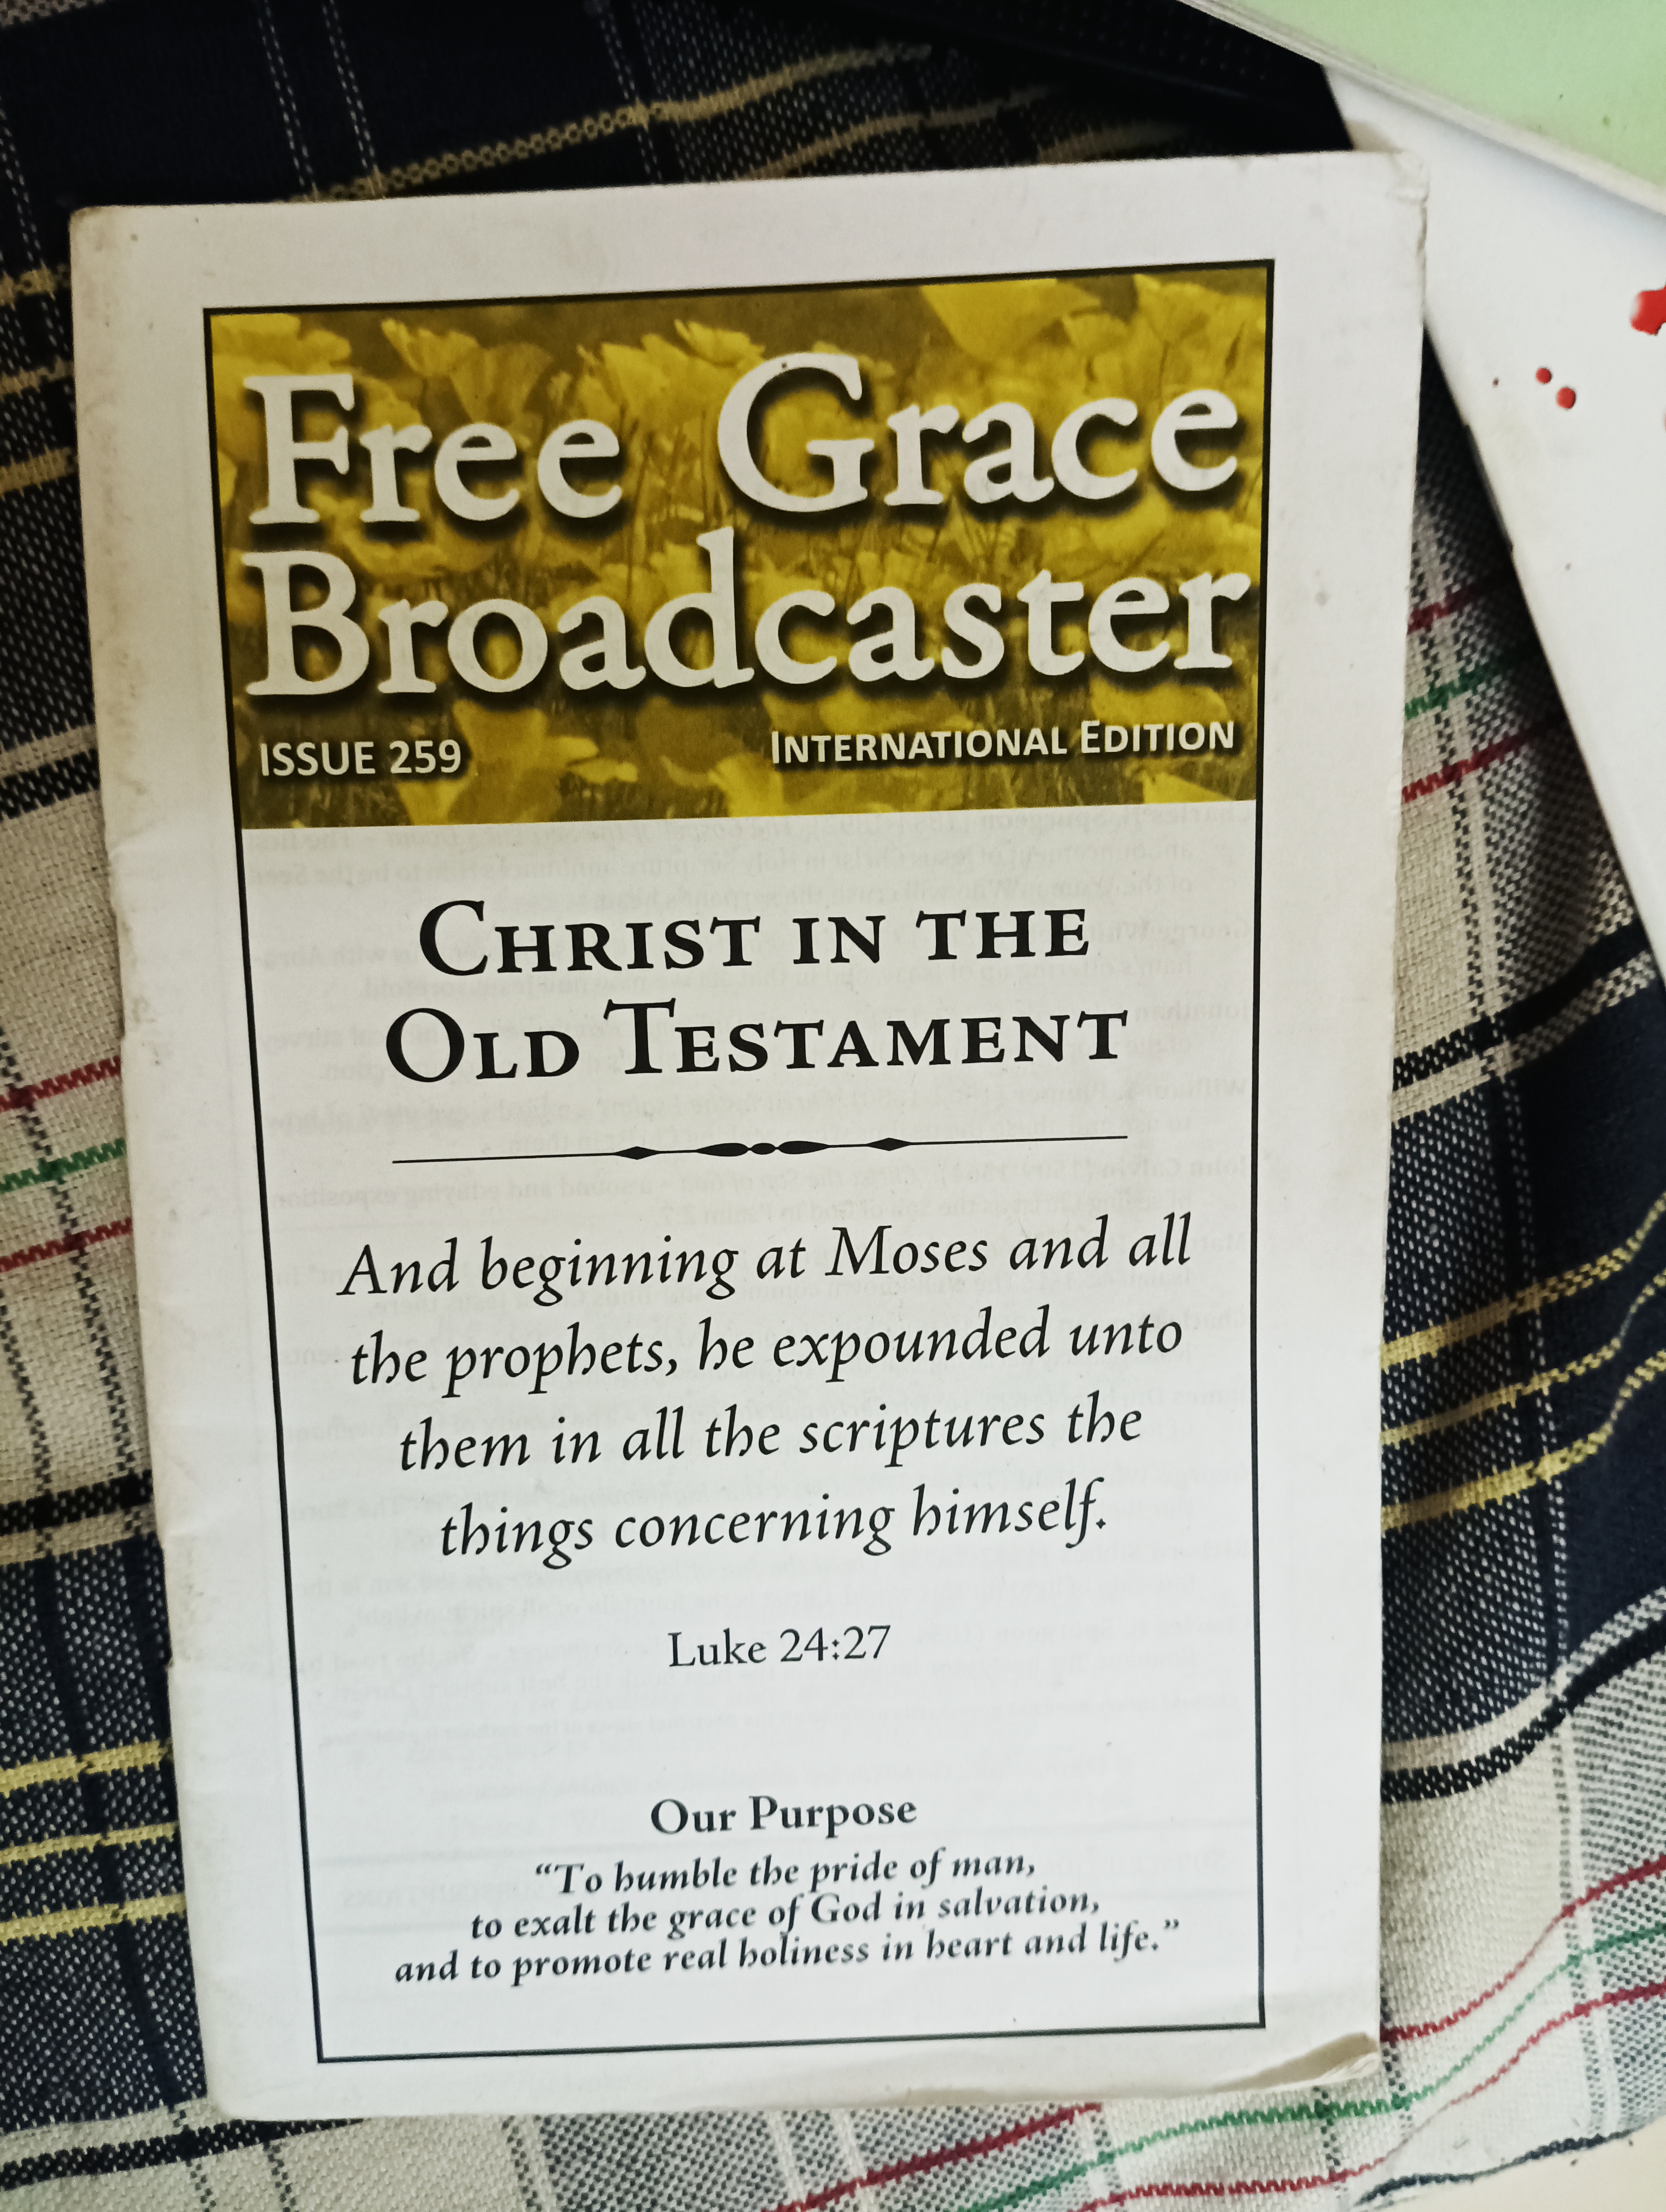 Free Grace
Broadcaster
ISSUE 259 INTERNATIONAL EDITION
CHRIST IN THE
OLD TESTAMENT
And beginning at Moses and all
the prophets, he expounded unto
them in all the scriptures the
things concerning himself.
Luke 24:27
Our Purpose
“To humble the pride of man,
to exalt the grace of God in salvation,
and to promote real holiness in heart and life.”